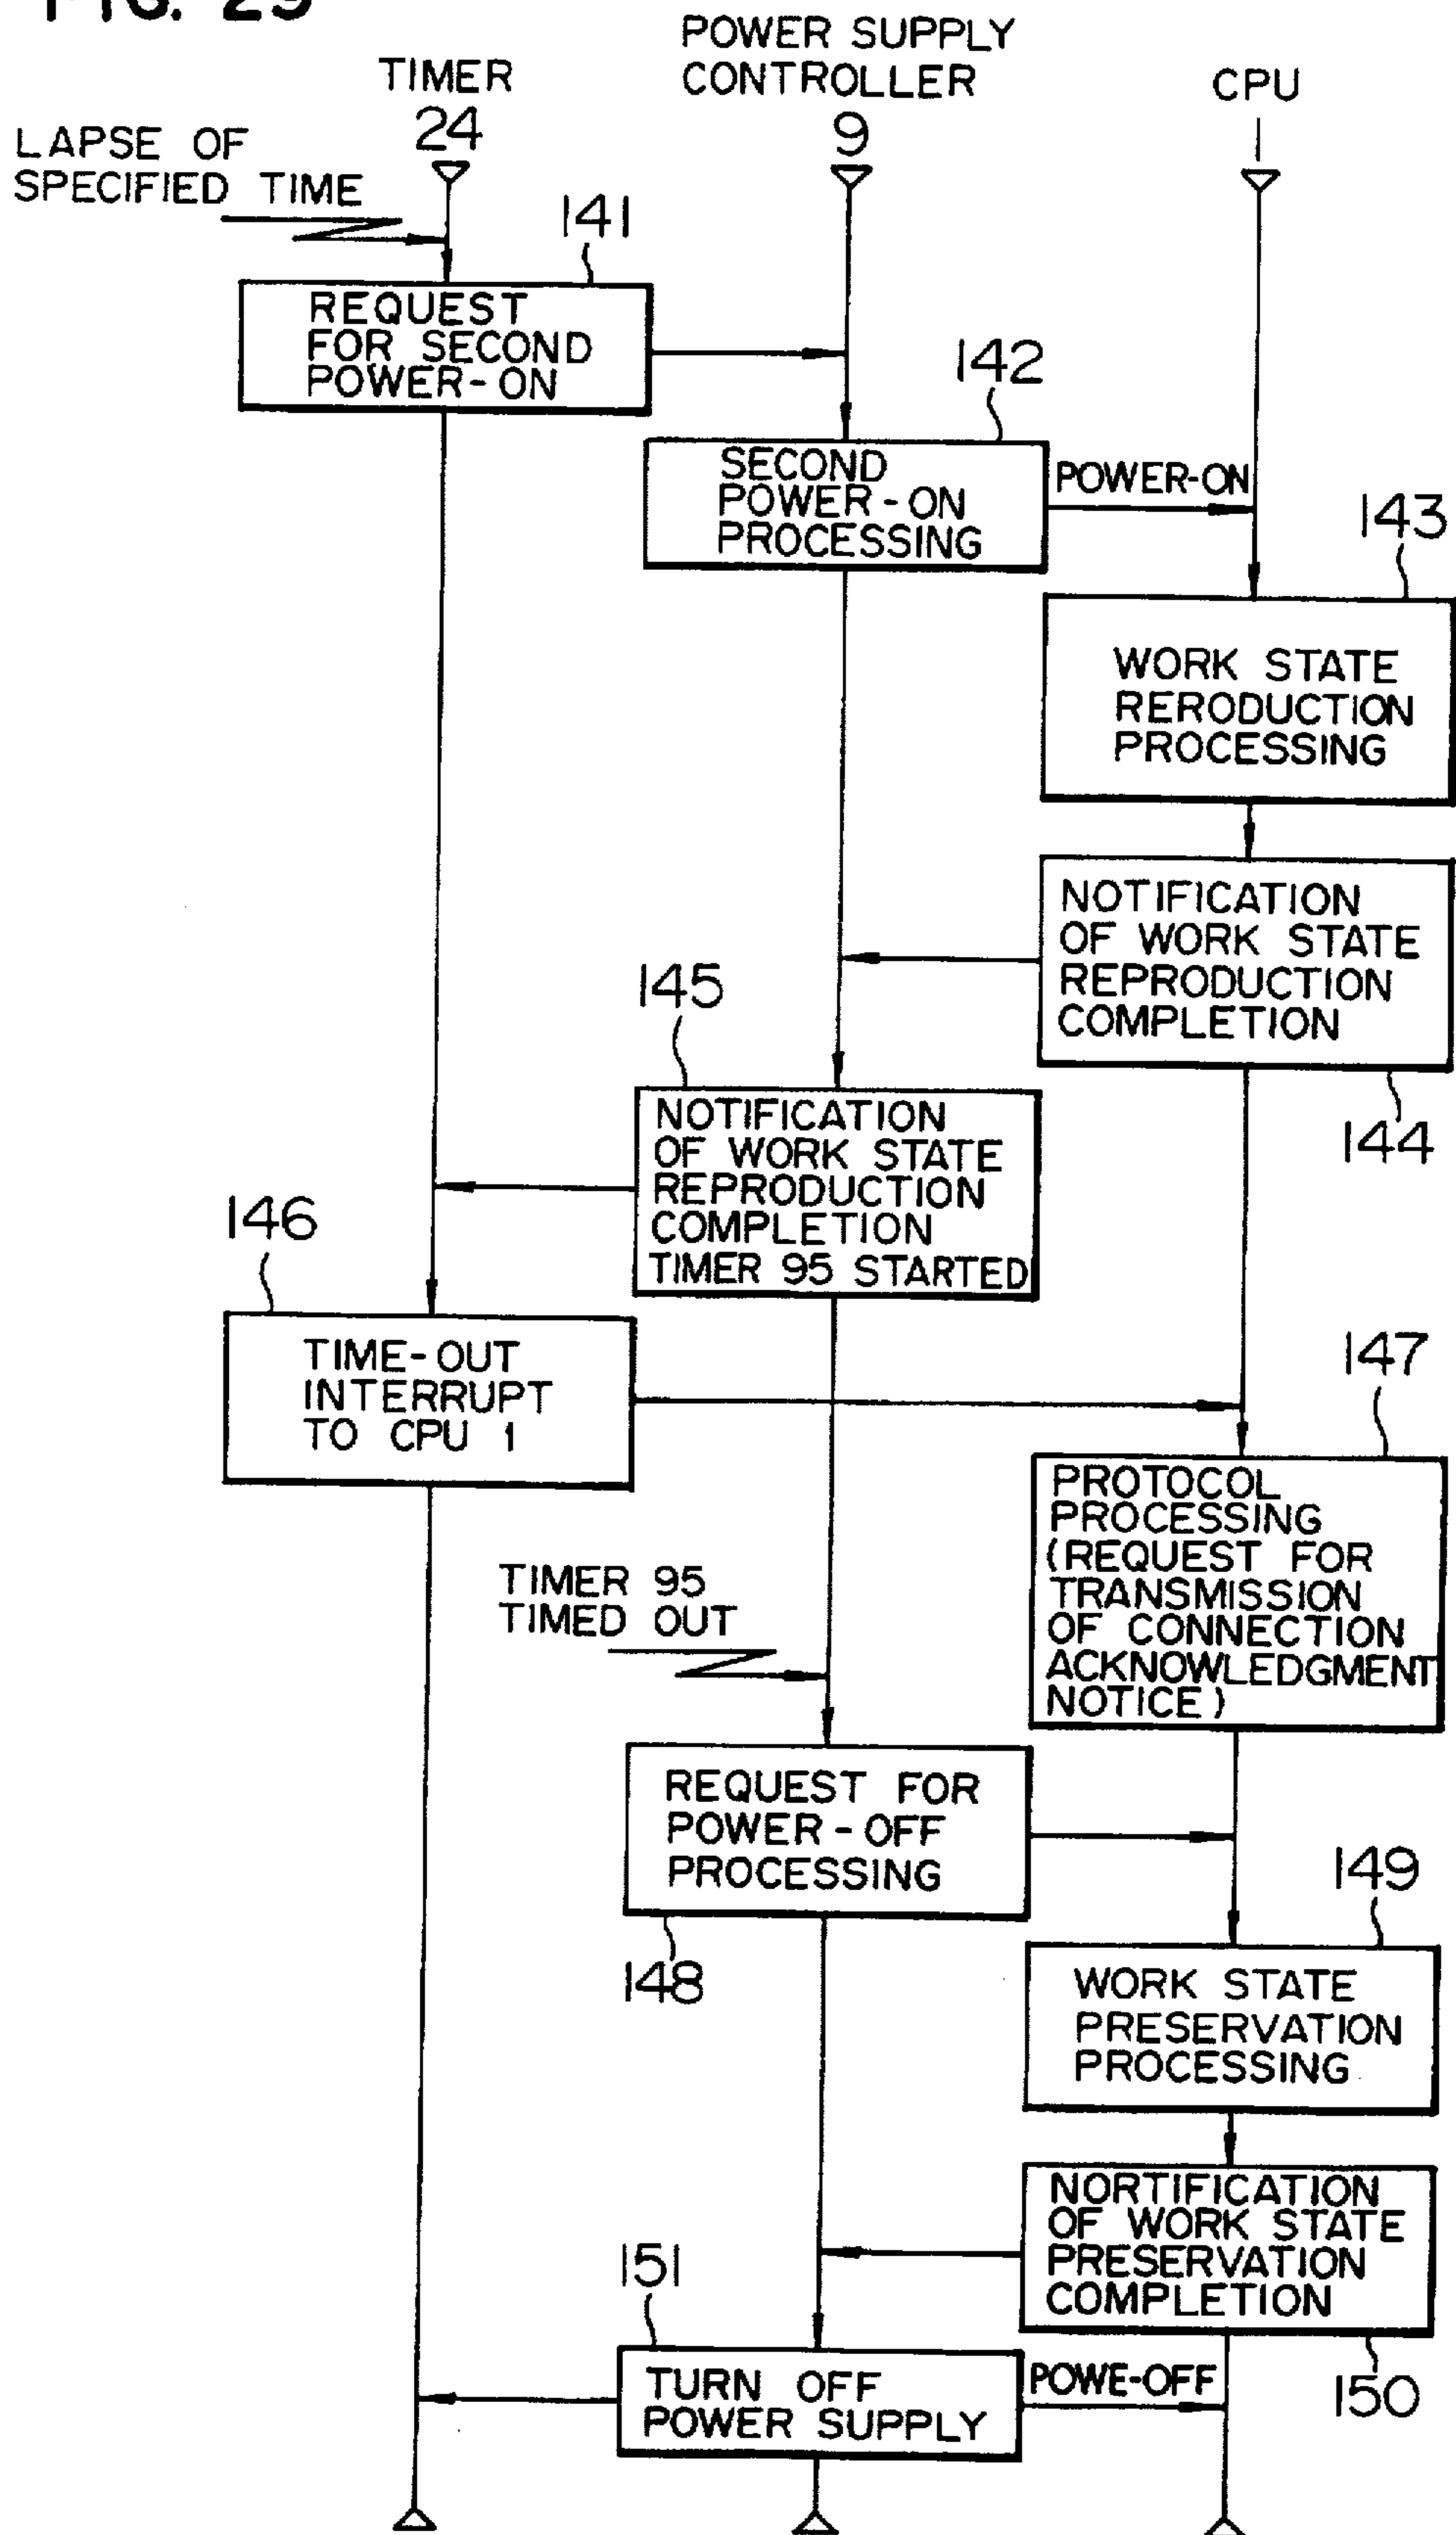 FIG. 29
TIMER
24
POWER SUPPLY
CONTROLLER
9
CPU
1
LAPSE OF
SPECIFIED TIME
141
REQUEST
FOR SECOND
POWER-ON
142
SECOND
POWER-ON
PROCESSING
POWER-ON
143
WORK STATE
RERODUCTION
PROCESSING
NOTIFICATION
OF WORK STATE
REPRODUCTION
COMPLETION
144
145
NOTIFICATION
OF WORK STATE
REPRODUCTION
COMPLETION
TIMER 95 STARTED
146
TIME-OUT
INTERRUPT
TO CPU 1
147
PROTOCOL
PROCESSING
(REQUEST FOR
TRANSMISSION
OF CONNECTION
ACKNOWLEDGMENT
NOTICE)
TIMER 95
TIMED OUT
REQUEST FOR
POWER-OFF
PROCESSING
148
149
WORK STATE
PRESERVATION
PROCESSING
NORTIFICATION
OF WORK STATE
PRESERVATION
COMPLETION
150
151
TURN OFF
POWER SUPPLY
POWE-OFF